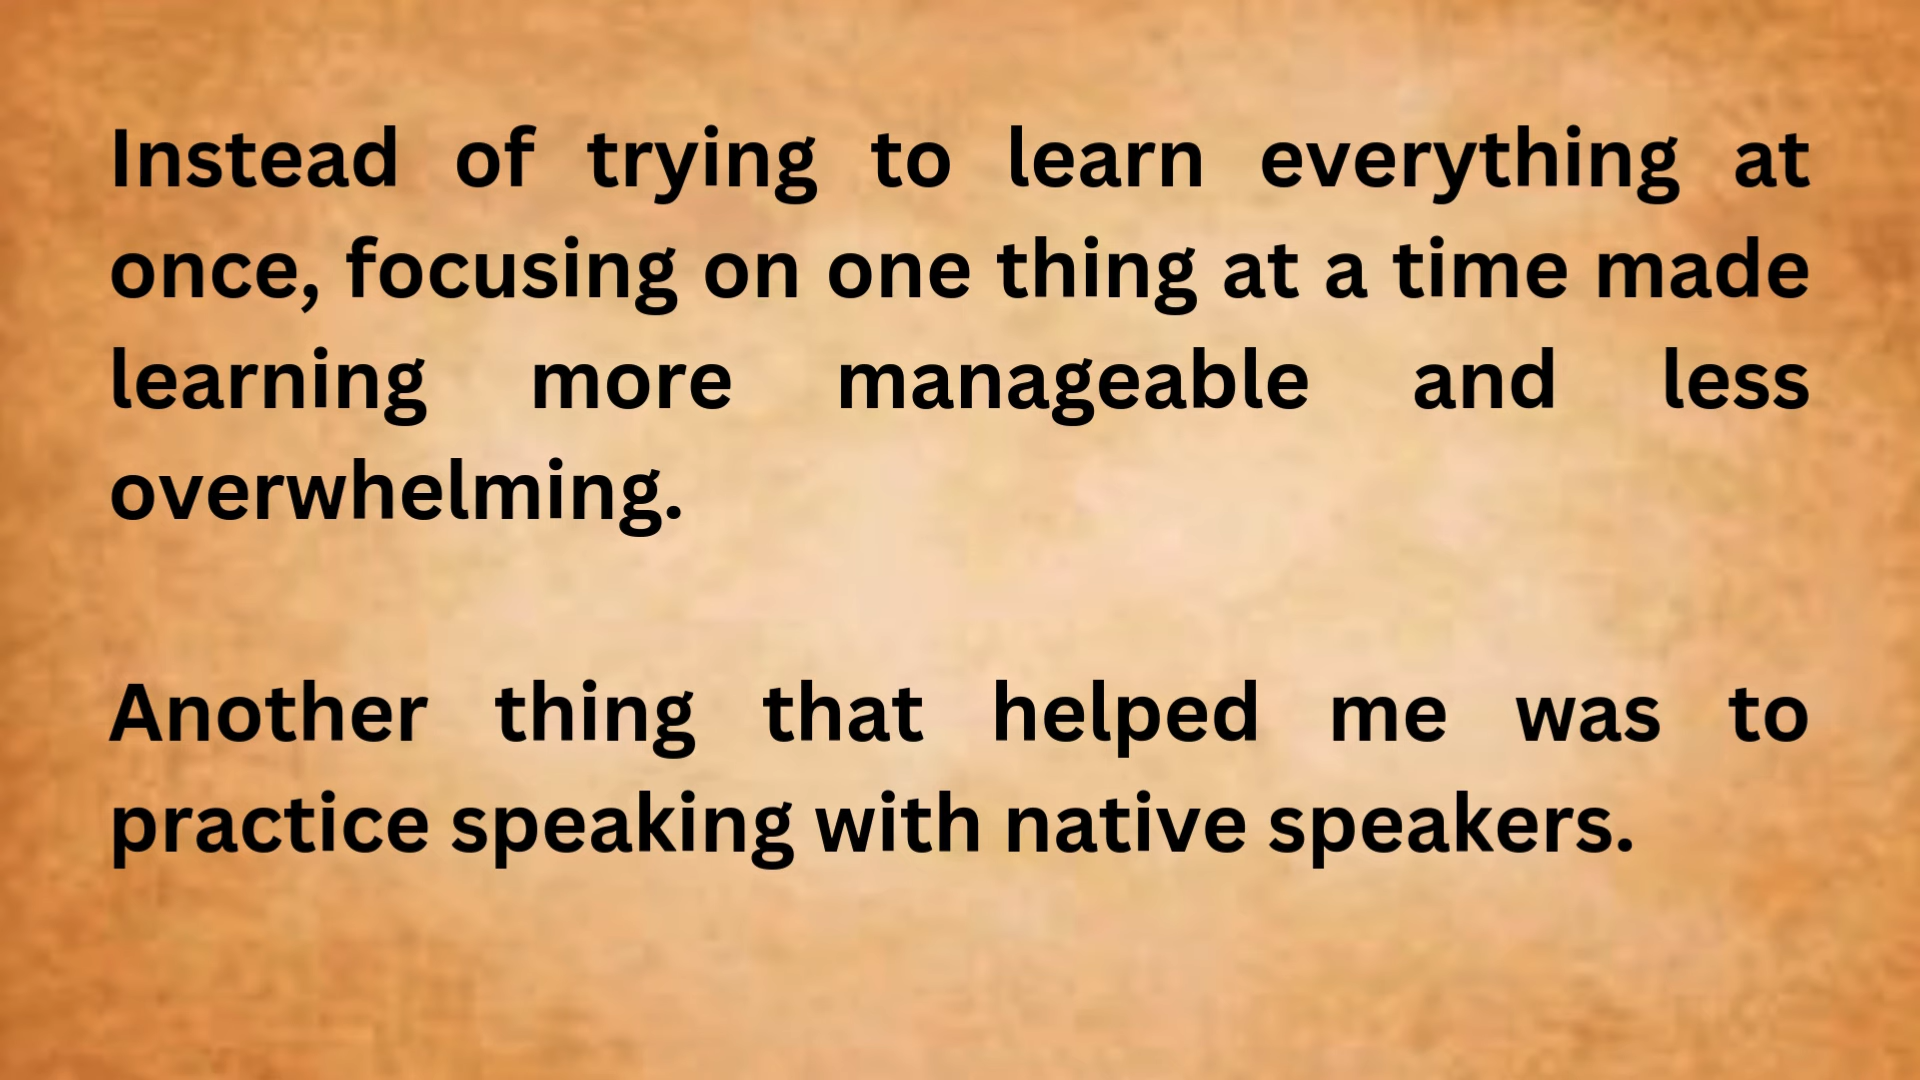 Instead of trying to learn everything at
once, focusing on one thing at a time made
learning more manageable and less
overwhelming.
Another thing that helped me was to
practice speaking with native speakers.